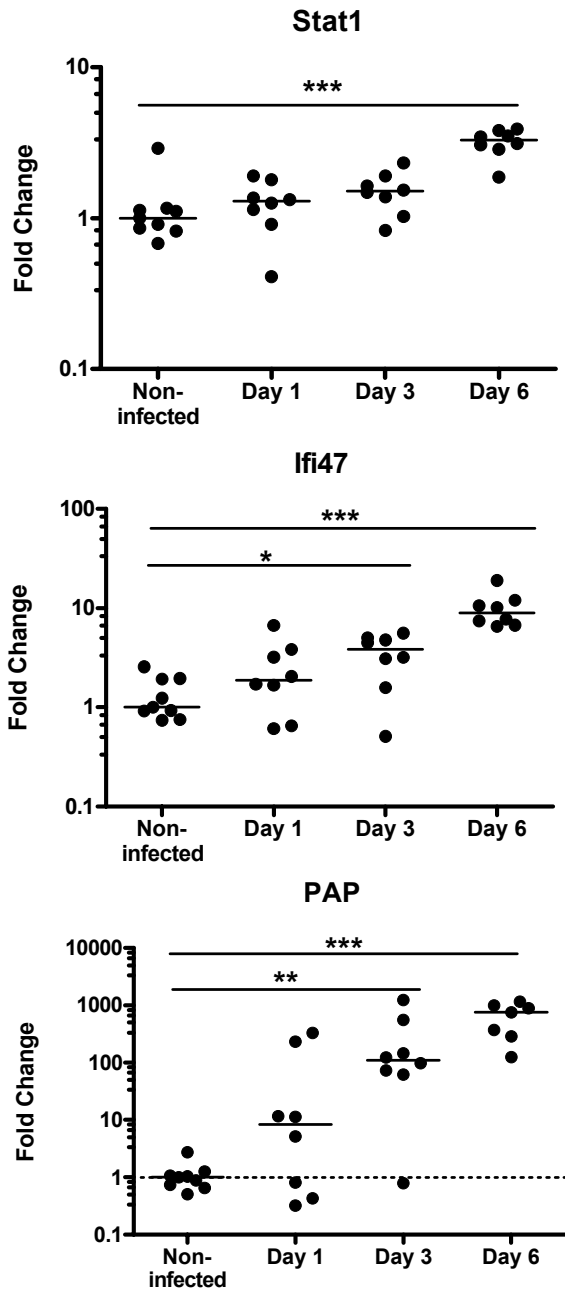 Stat1
10
***
Fold Change
1
0.1
Non-
infected
Day 1
Day 3
Day 6
Ifi47
100
***
*
10
Fold Change
1
0.1
Non-
infected
Day 1
Day 3
Day 6
PAP
10000
***
1000
**
100
Fold Change
10
1
0.1
Non-
infected
Day 1
Day 3
Day 6